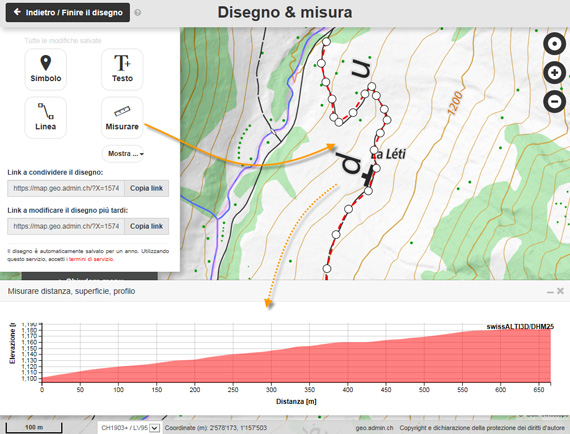 Indietro / Finire il disegno
Disegno & misura
Tutte le modifiche salvate
Simbolo
Testo
Linea
Misurare
Mostra ...
Link a condividere il disegno:
https://map.geo.admin.ch/?X=1574
Copia link
Link a modificare il disegno più tardi:
https://map.geo.admin.ch/?X=1574
Copia link
Il disegno è automaticamente salvato per un anno. Utilizzando
questo servizio, accetti i termini di servizio.
1200
u
d
a Léti
Misurare distanza, superficie, profilo
swissALTI3D/DHM25
Elevazione [
1,190
1,180
1,170
1,160
1,150
1,140
1,130
1,120
1,110
1,100
0
50
100
150
200
250
300
350
400
450
500
550
600
650
Distanza [m]
100 m
CH1903+ / LV95
Coordinate (m): 2'578'173, 1'157'503
geo.admin.ch
Copyright e dichiarazione della protezione dei diritti d'autore